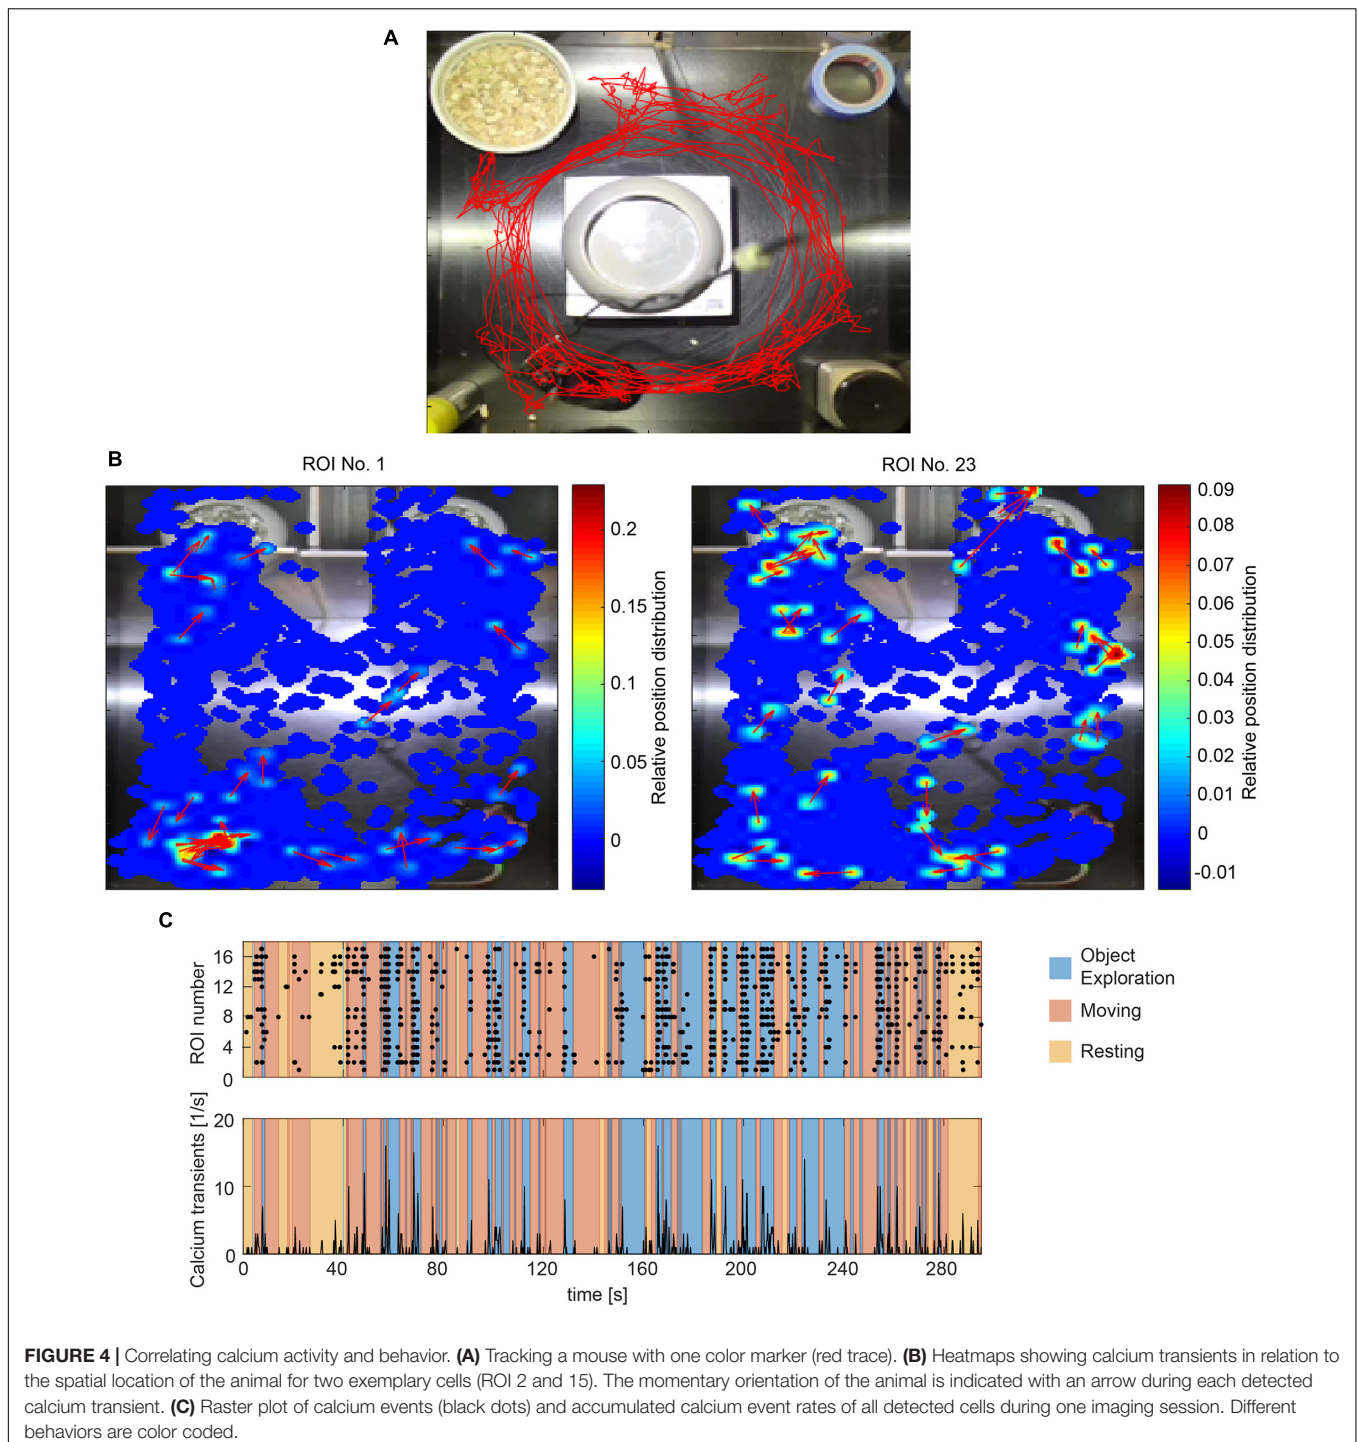 A
B
ROI No. 1
ROI No. 23
0.2
0.15
0.1
0.05
0
Relative position distribution
0.09
0.08
0.07
0.06
0.05
0.04
0.03
0.02
0.01
0
-0.01
Relative position distribution
C
16
12
8
4
0
ROI number
Object
Exploration
Moving
Resting
20
10
0
Calcium transients [1/s]
0 40 80 120 160 200 240 280
time [s]
FIGURE 4 | Correlating calcium activity and behavior. (A) Tracking a mouse with one color marker (red trace). (B) Heatmaps showing calcium transients in relation to
the spatial location of the animal for two exemplary cells (ROI 2 and 15). The momentary orientation of the animal is indicated with an arrow during each detected
calcium transient. (C) Raster plot of calcium events (black dots) and accumulated calcium event rates of all detected cells during one imaging session. Different
behaviors are color coded.